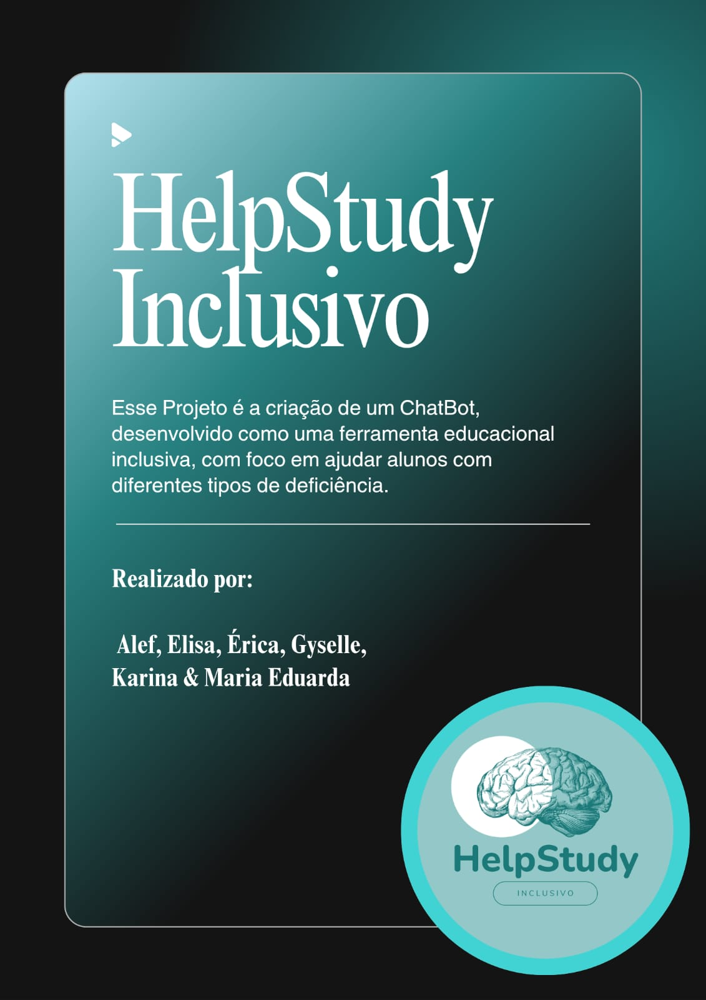 HelpStudy
Inclusivo
Esse Projeto é a criação de um ChatBot,
desenvolvido como uma ferramenta educacional
inclusiva, com foco em ajudar alunos com
diferentes tipos de deficiência.
Realizado por:
Alef, Elisa, Érica, Gyselle,
Karina & Maria Eduarda
HelpStudy
INCLUSIVO